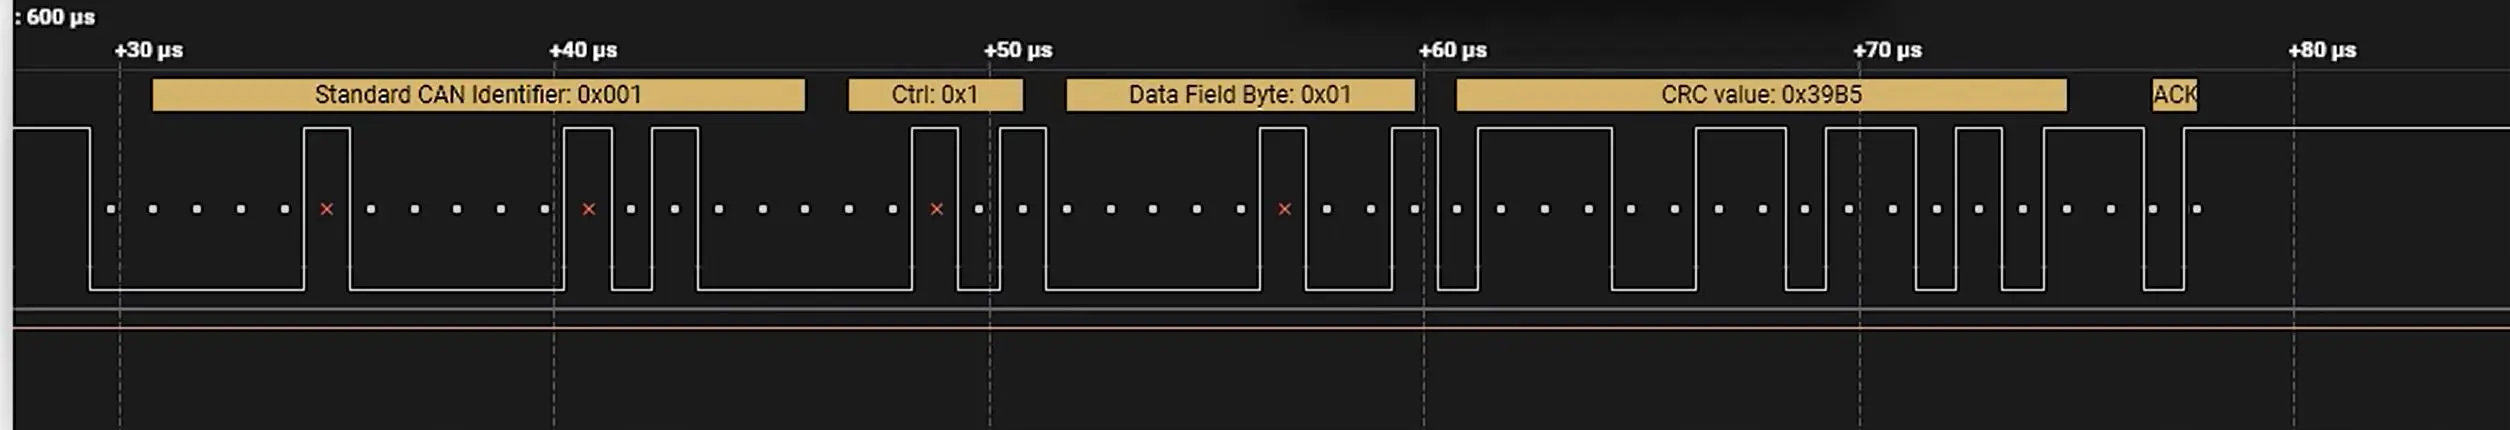 : 600 µs
+30 µs +40 µs +50 µs +60 µs +70 µs +80 µs
Standard CAN Identifier: 0x001 Ctrl: 0x1 Data Field Byte: 0x01 CRC value: 0x39B5 ACK